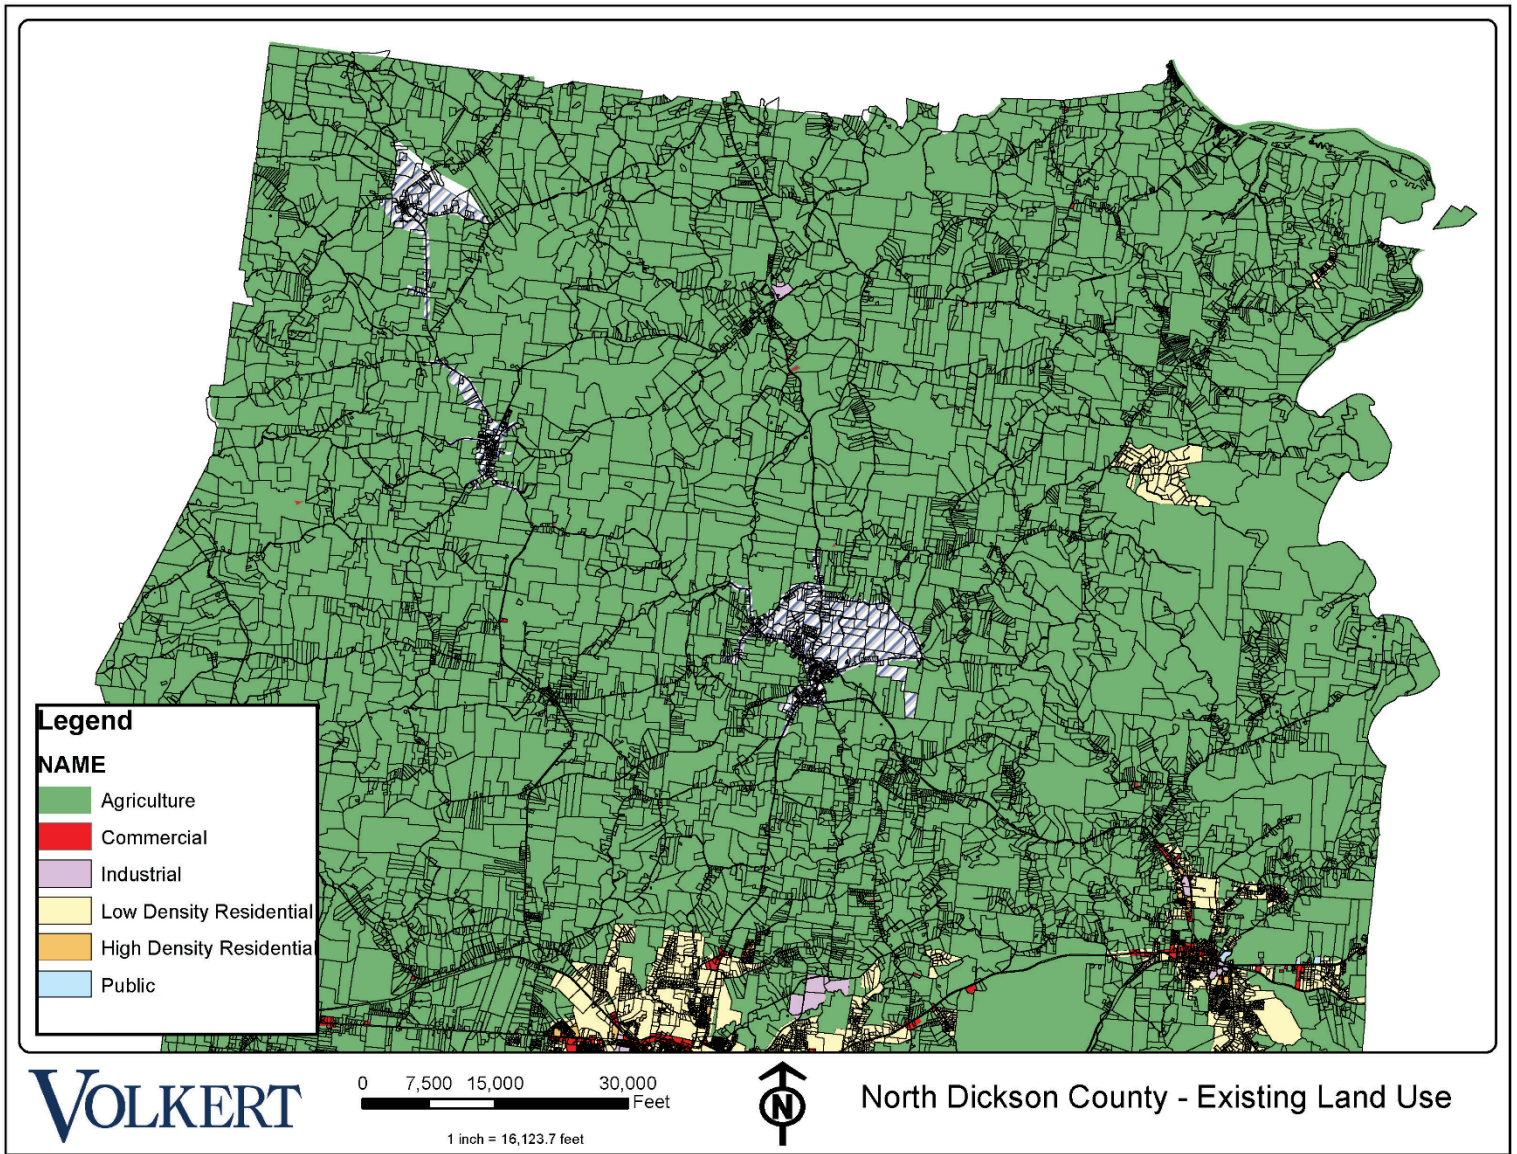 Legend
NAME
Agriculture
Commercial
Industrial
Low Density Residential
High Density Residential
Public
VOLKERT
0 7,500 15,000 30,000
Feet
1 inch = 16,123.7 feet
N
North Dickson County - Existing Land Use